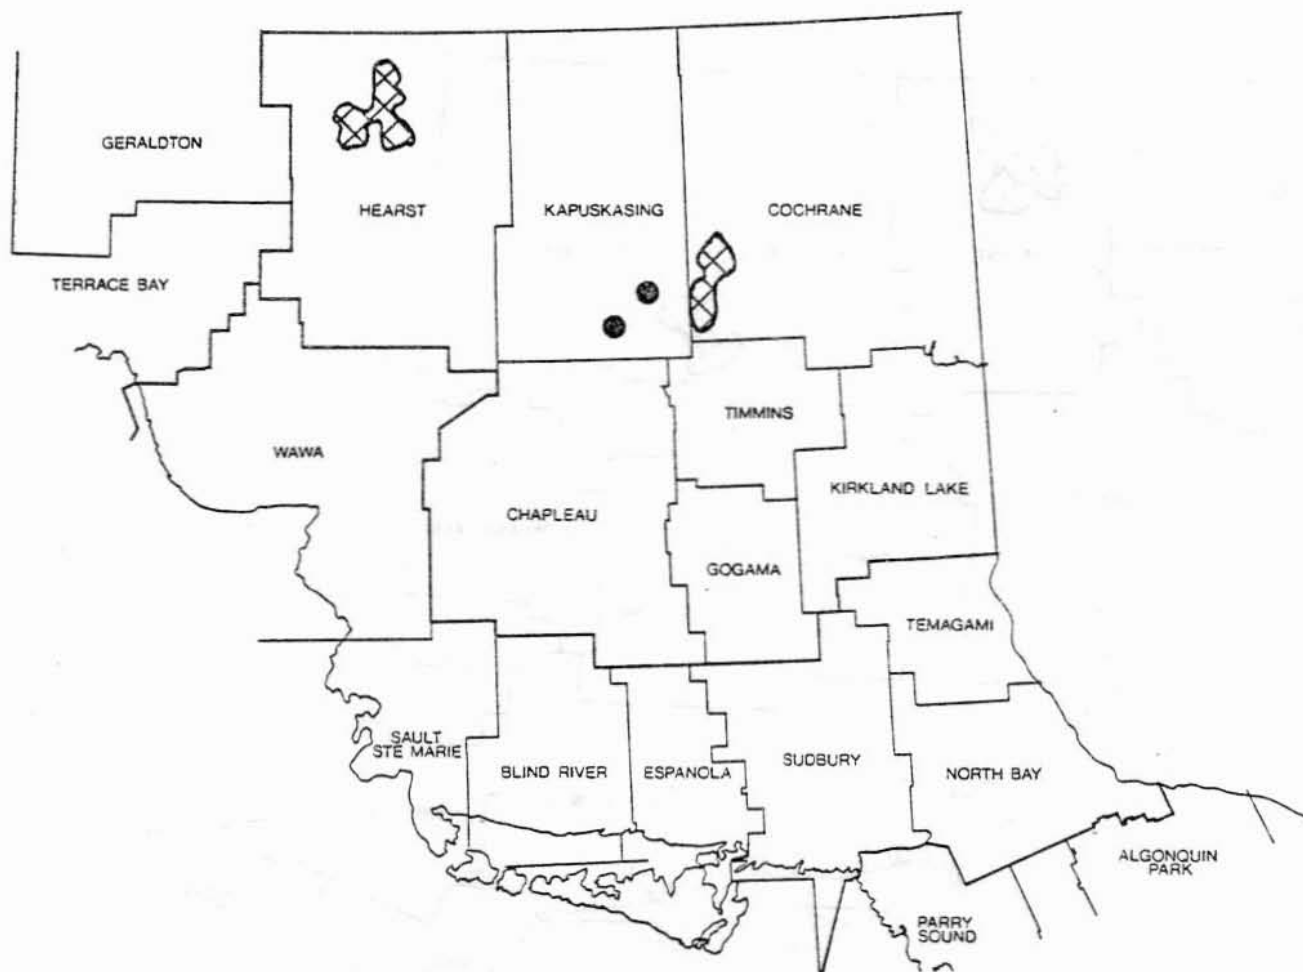 GERALDTON
HEARST
KAPUSKASING
COCHRANE
TERRACE BAY
TIMMINS
WAWA
KIRKLAND LAKE
CHAPLEAU
GOGAMA
TEMAGAMI
SAULT
STE MARIE
BLIND RIVER
ESPANOLA
SUDBURY
NORTH BAY
ALGONQUIN
PARK
PARRY
SOUND